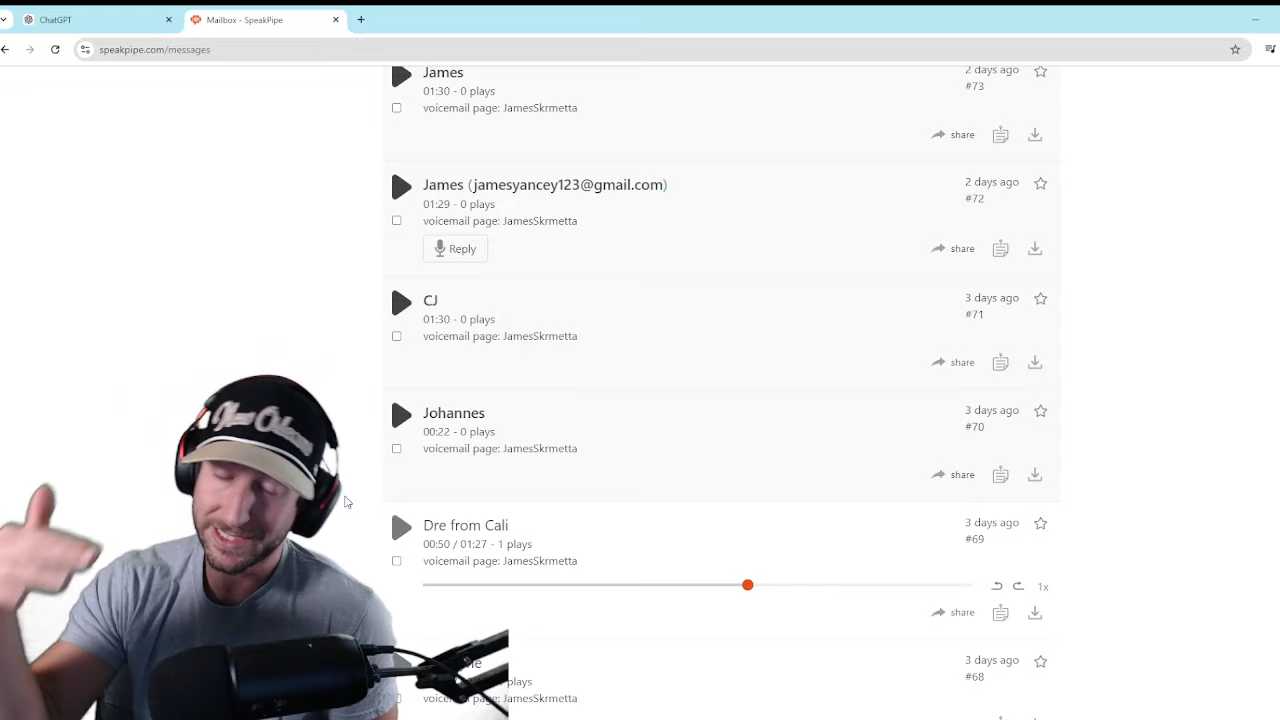 ChatGPT
Mailbox - SpeakPipe
speakpipe.com/messages
James
2 days ago
01:30 - 0 plays
#73
voicemail page: JamesSkrmetta
share
James (jamesyancey123@gmail.com)
2 days ago
01:29 - 0 plays
#72
voicemail page: JamesSkrmetta
Reply
share
CJ
3 days ago
01:30 - 0 plays
#71
voicemail page: JamesSkrmetta
share
Johannes
3 days ago
00:22 - 0 plays
#70
voicemail page: JamesSkrmetta
share
New Orleans
Dre from Cali
3 days ago
00:50 / 01:27 - 1 plays
#69
voicemail page: JamesSkrmetta
1x
share
3 days ago
plays
#68
voicemail page: JamesSkrmetta